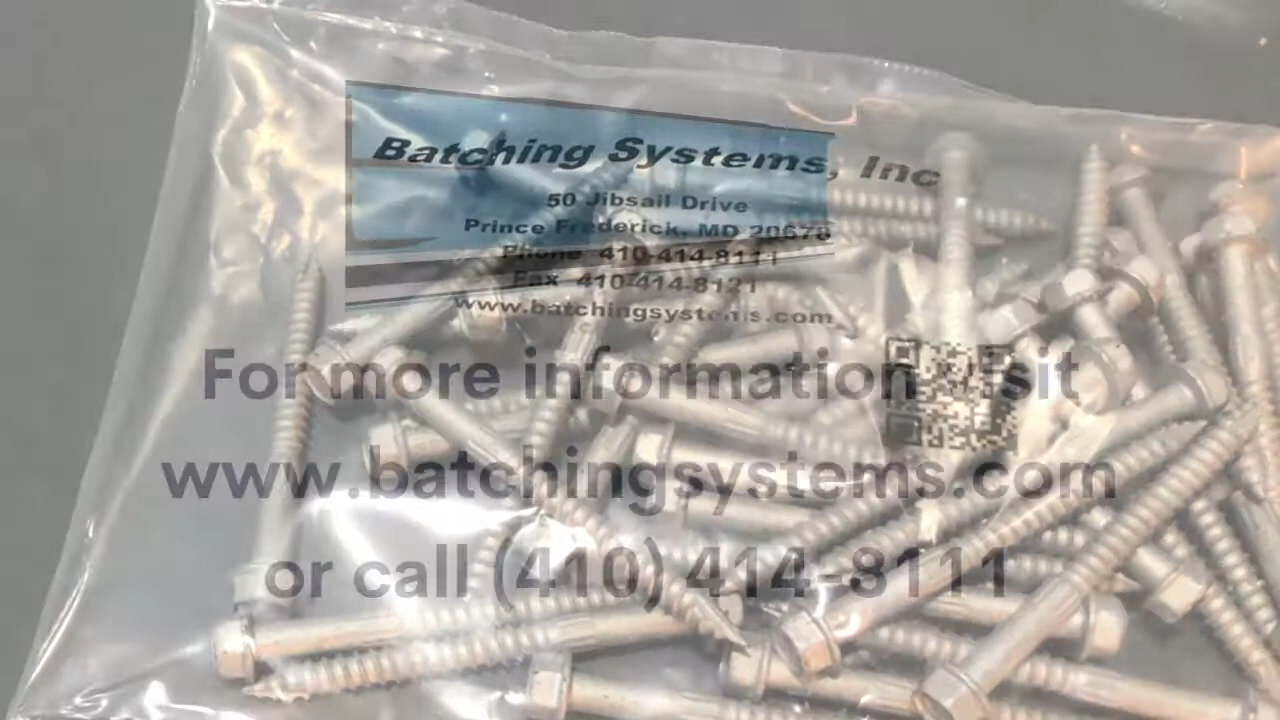 Batching Systems, Inc
50 Jibsail Drive
Prince Frederick, MD 20678
Phone 410-414-8111
Fax 410-414-8121
www.batchingsystems.com
For more information visit
www.batchingsystems.com
or call (410) 414-8111